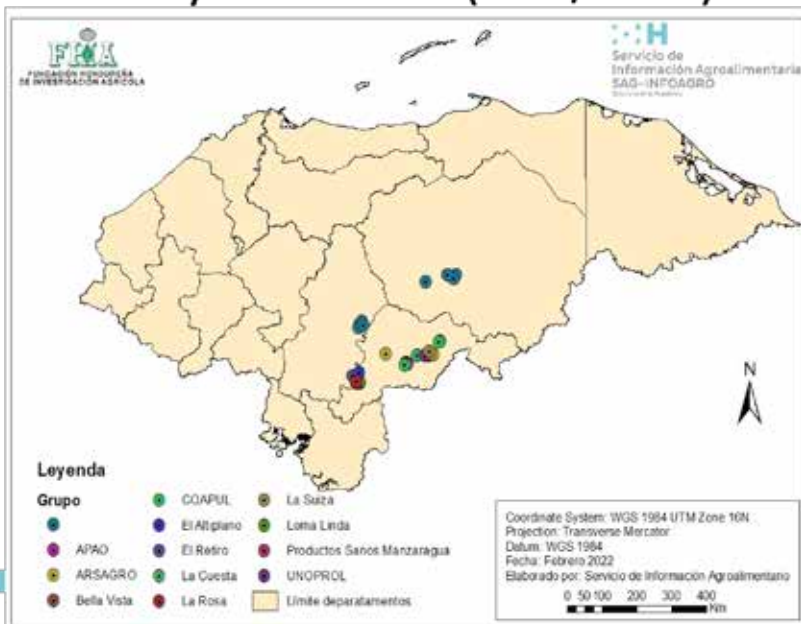 FHIA
FUNDACIÓN HONDUREÑA
DE INVESTIGACIÓN AGRÍCOLA
Servicio de
Información Agroalimentaria
SAG-INFOAGRO
N
Leyenda
Grupo
APAO
ARSAGRO
Bella Vista
COAPUL
El Altiplano
El Retiro
La Cuesta
La Rosa
La Suiza
Loma Linda
Productos Sanos Manzaragua
UNOPROL
Límite deparatamentos
Coordinate System: WGS 1984 UTM Zone 16N
Projection: Transverse Mercator
Datum: WGS 1984
Fecha: Febrero 2022
Elaborado por: Servicio de Información Agroalimentario
0 50 100 200 300 400
Km